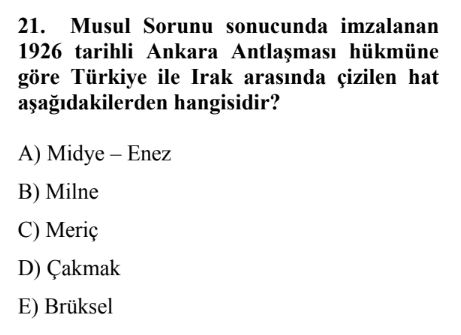 21. Musul Sorunu sonucunda imzalanan
1926 tarihli Ankara Antlaşması hükmüne
göre Türkiye ile Irak arasında çizilen hat
aşağıdakilerden hangisidir?
A) Midye – Enez
B) Milne
C) Meriç
D) Çakmak
E) Brüksel